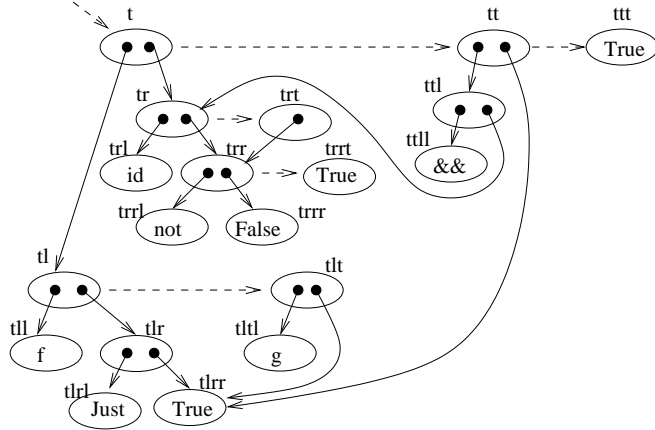 t tt ttt
True
tr trt ttl
trl trr ttll
id trrt True &&
trrl trrr
not False
tl tlt
tll tlr tltl
f g
tlrl tlrr
Just True